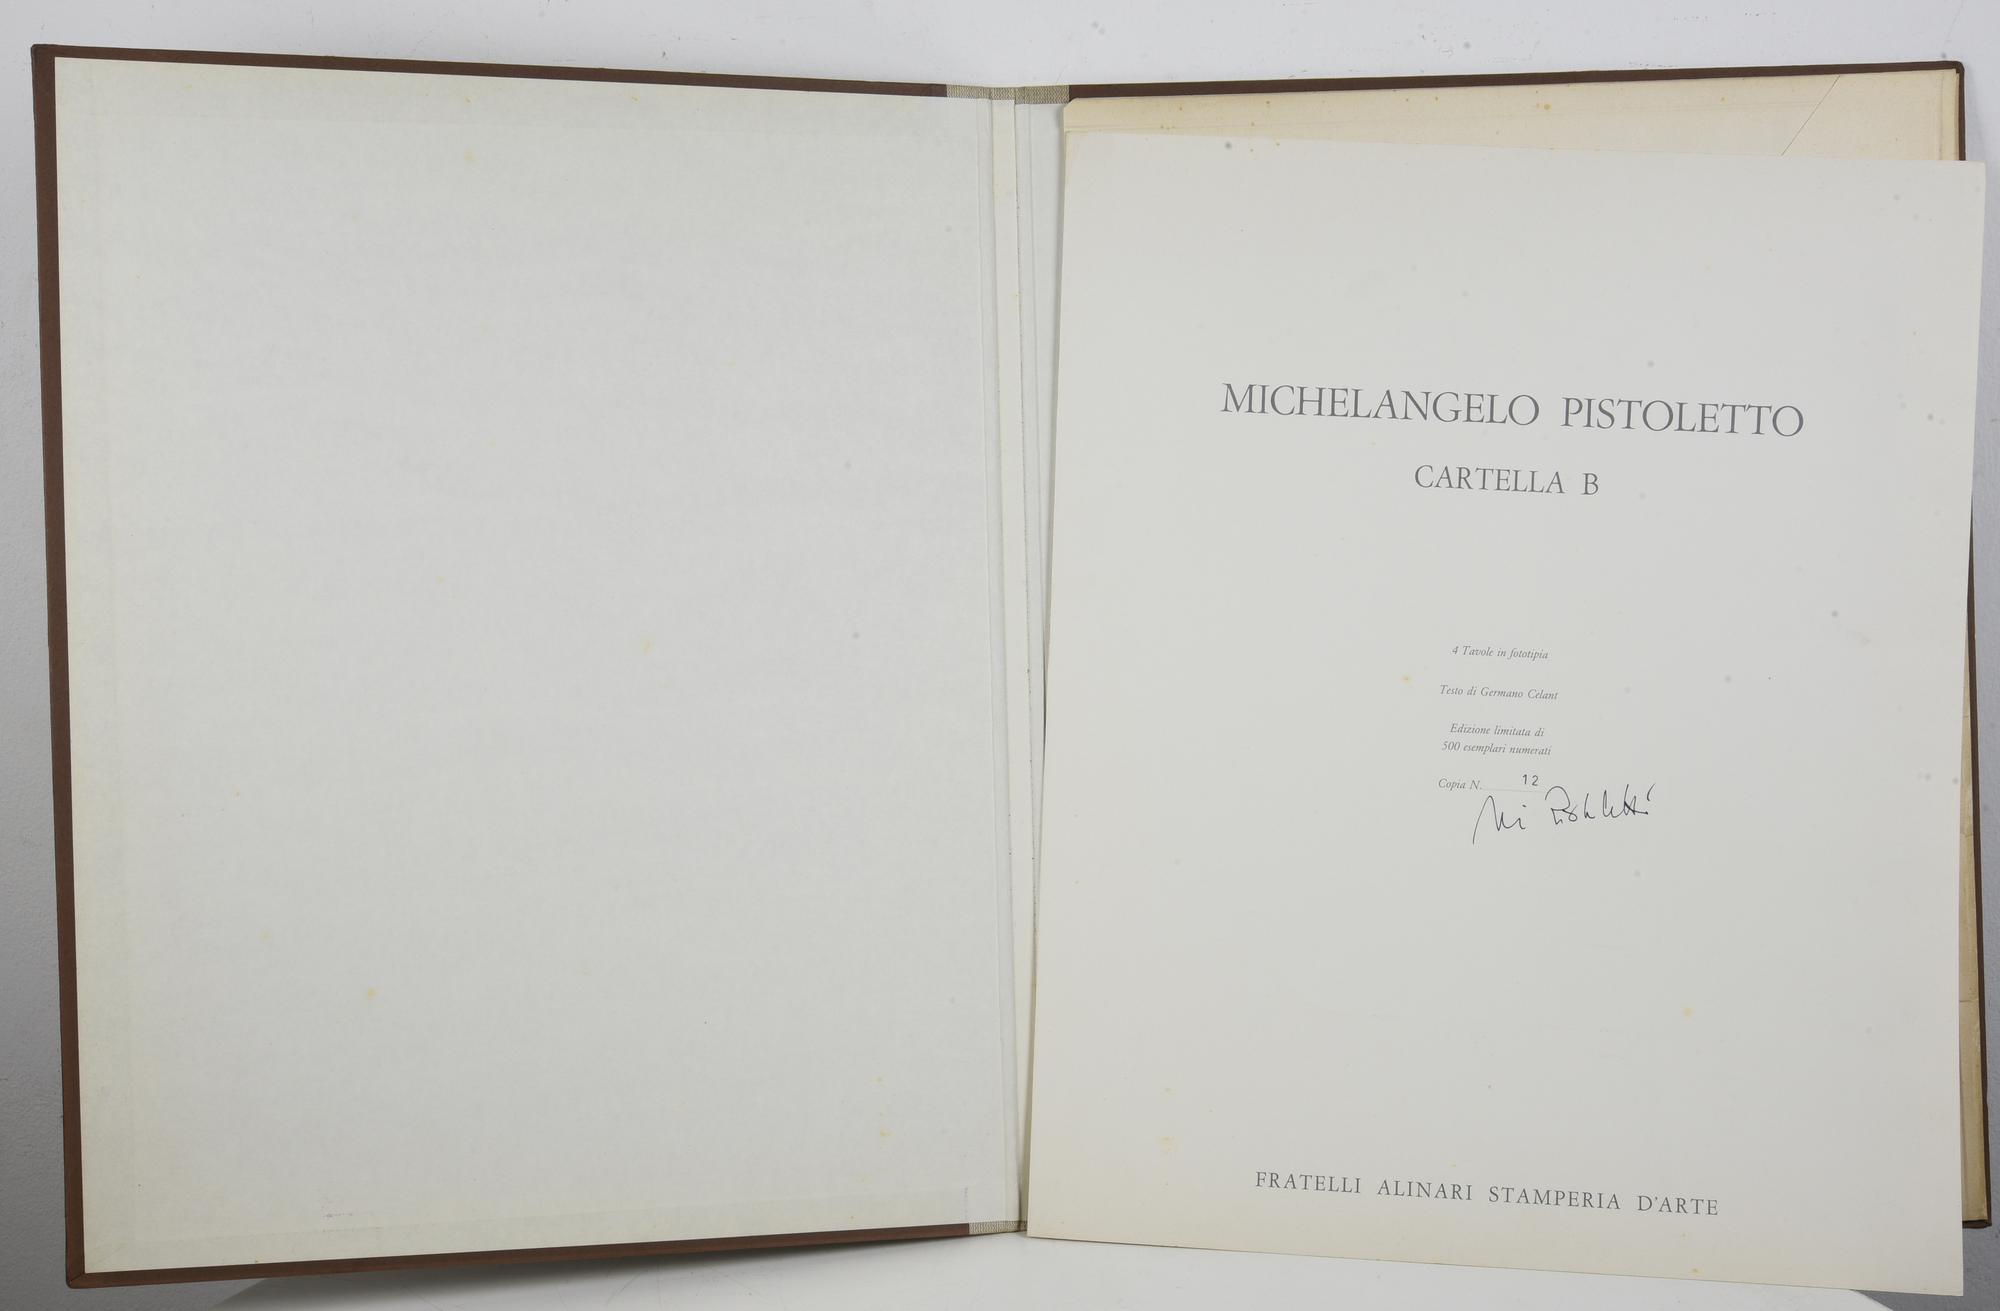 MICHELANGELO PISTOLETTO
CARTELLA B
4 Tavole in fototipia
Testo di Germano Celant
Edizione limitata di
500 esemplari numerati
Copia N. 12
M. Pistoletto
FRATELLI ALINARI STAMPERIA D'ARTE